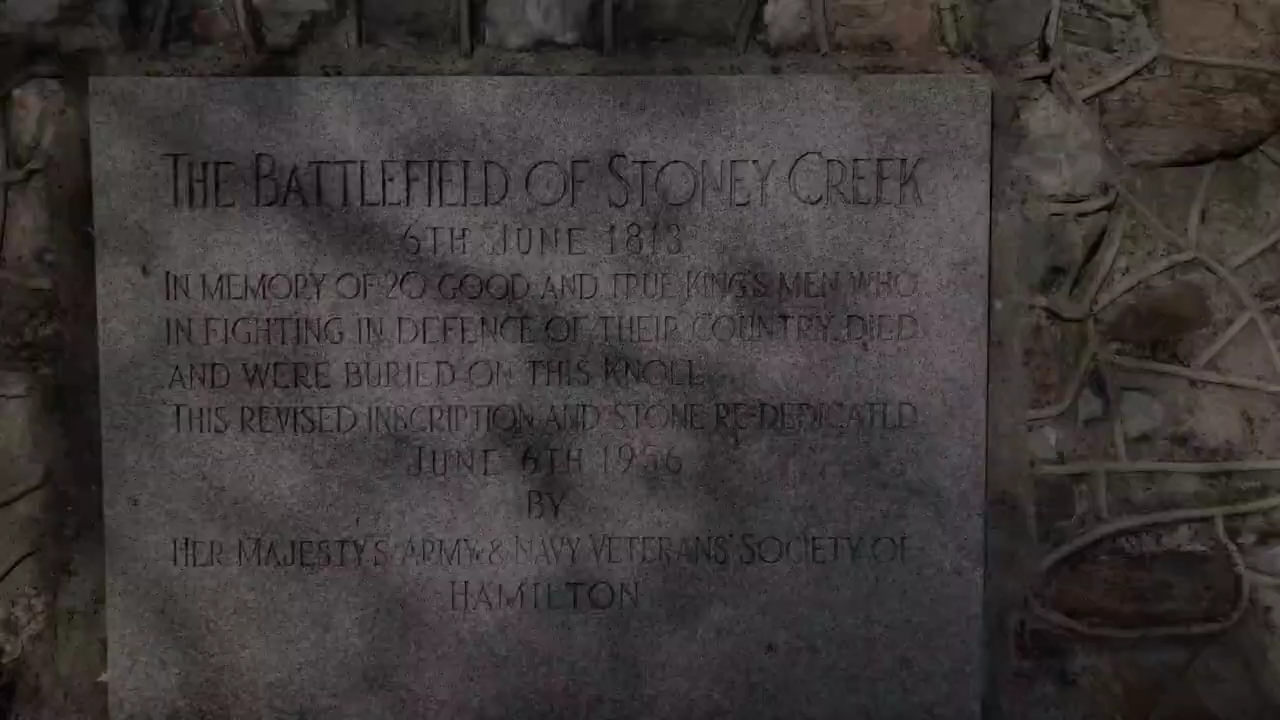 THE BATTLEFIELD OF STONEY CREEK
6TH JUNE 1813
IN MEMORY OF 20 GOOD AND TRUE KING'S MEN WHO
IN FIGHTING IN DEFENCE OF THEIR COUNTRY DIED
AND WERE BURIED ON THIS KNOLL.
THIS REVISED INSCRIPTION AND STONE RE-DEDICATED
JUNE 6TH 1956
BY
HER MAJESTY'S ARMY & NAVY VETERANS' SOCIETY OF
HAMILTON